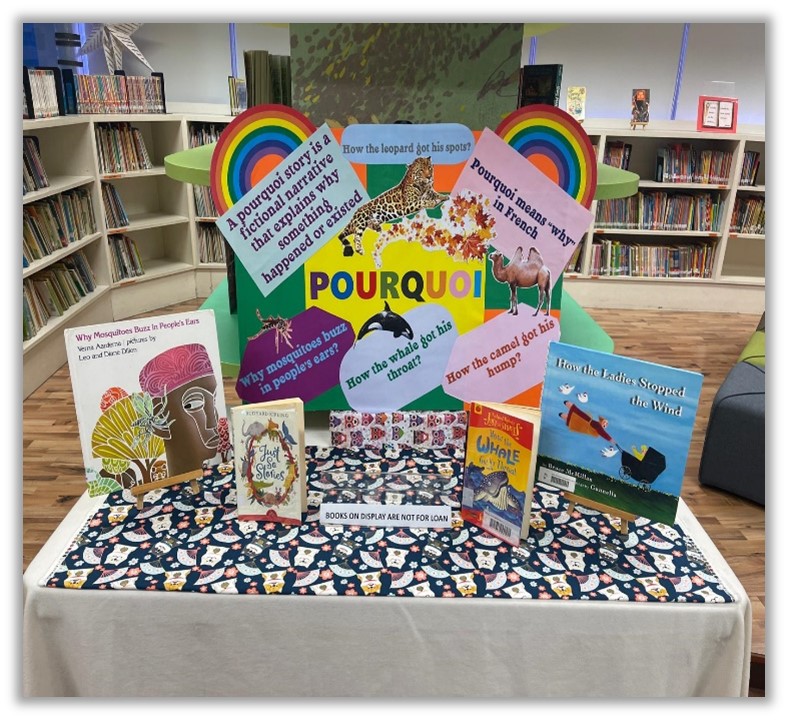 How the leopard got his spots?
A pourquoi story is a
fictional narrative
that explains why
something
happened or existed
Pourquoi means "why"
in French
POURQUOI
Why mosquitoes buzz
in people's ears?
How the whale got his
throat?
How the camel got his
hump?
Why Mosquitoes Buzz in People's Ears
Verna Aardema | pictures by
Leo and Diane Dillon
Just
So
Stories
WHALE
How the Ladies Stopped
the Wind
Bruce McMillan
Gunnella
BOOKS ON DISPLAY ARE NOT FOR LOAN